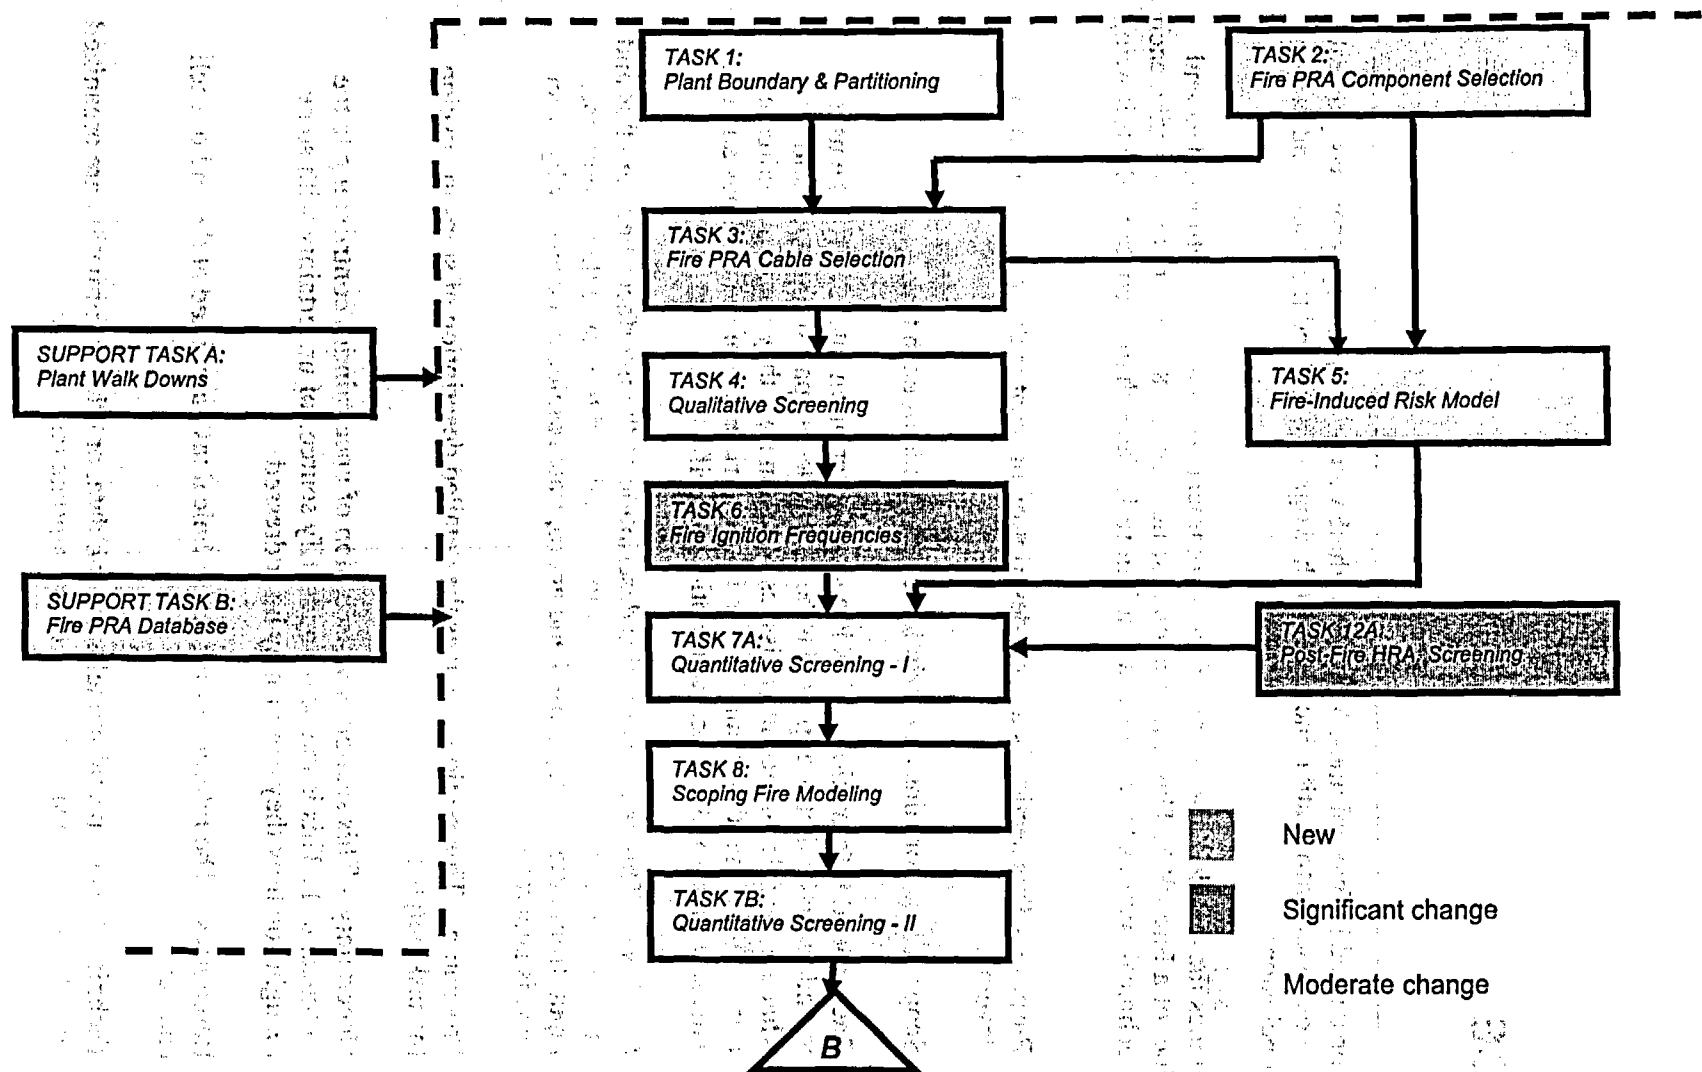 TASK 1:
Plant Boundary & Partitioning
TASK 2:
Fire PRA Component Selection
TASK 3:
Fire PRA Cable Selection
SUPPORT TASK A:
Plant Walk Downs
TASK 4:
Qualitative Screening
TASK 5:
Fire-Induced Risk Model
TASK 6:
Fire Ignition Frequencies
SUPPORT TASK B:
Fire PRA Database
TASK 7A:
Quantitative Screening - I
TASK 12A:
Post-Fire HRA, Screening
TASK 8:
Scoping Fire Modeling
New
TASK 7B:
Quantitative Screening - II
Significant change
Moderate change
B